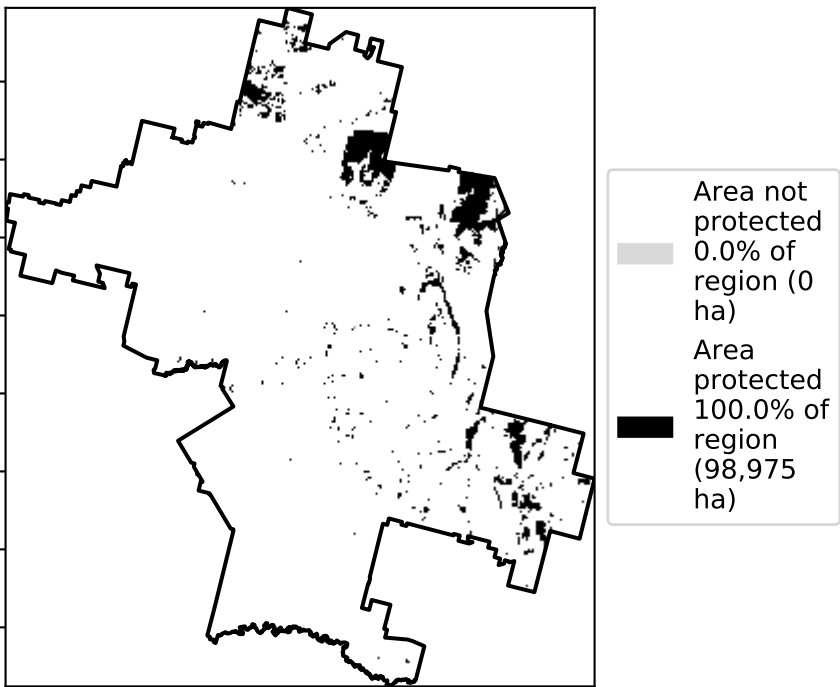 Area not
protected
0.0% of
region (0
ha)
Area
protected
100.0% of
region
(98,975
ha)